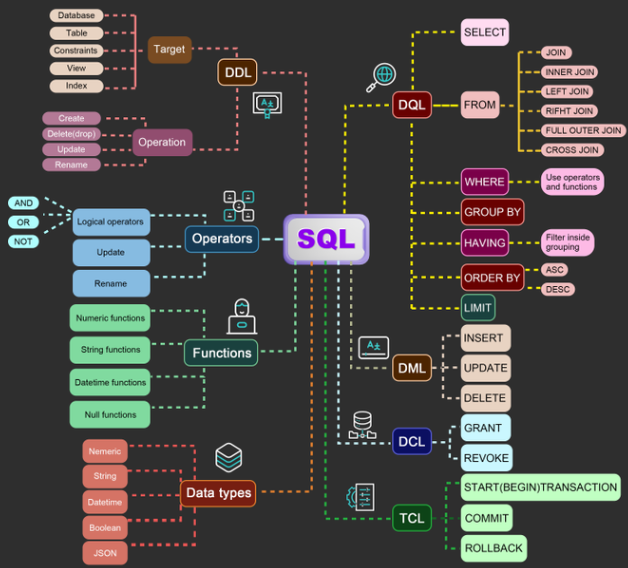 Database
Table
Constraints
View
Index
Target
DDL
Create
Delete(drop)
Update
Rename
Operation
AND
OR
NOT
Logical operators
Update
Rename
Operators
Numeric functions
String functions
Datetime functions
Null functions
Functions
Nemeric
String
Datetime
Boolean
JSON
Data types
SQL
DQL
SELECT
FROM
JOIN
INNER JOIN
LEFT JOIN
RIFHT JOIN
FULL OUTER JOIN
CROSS JOIN
WHERE
Use operators
and functions
GROUP BY
HAVING
Filter inside
grouping
ORDER BY
ASC
DESC
LIMIT
DML
INSERT
UPDATE
DELETE
DCL
GRANT
REVOKE
TCL
START(BEGIN)TRANSACTION
COMMIT
ROLLBACK